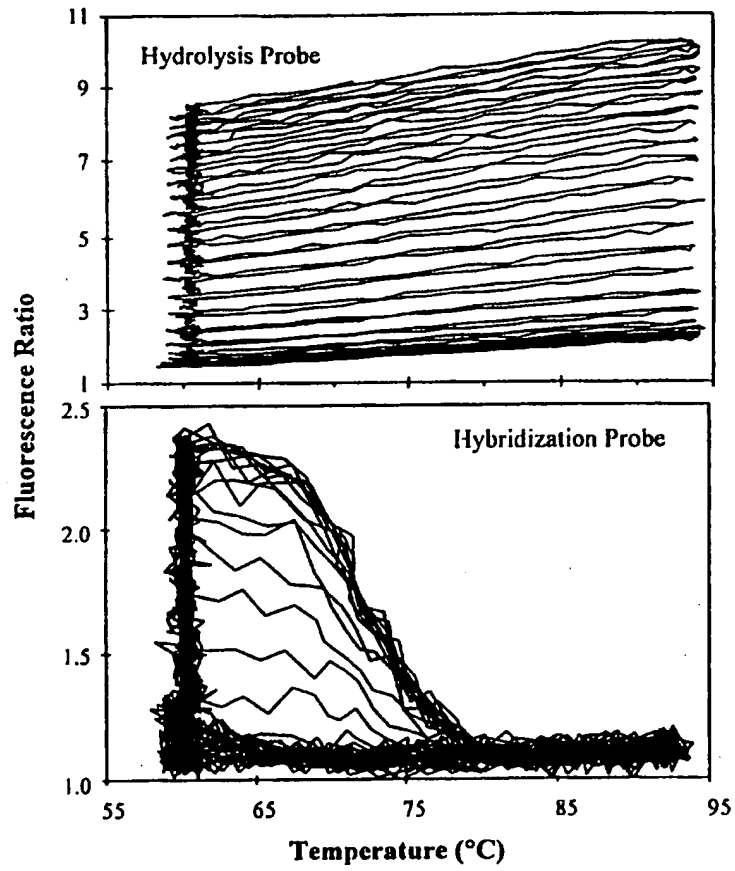 11
Hydrolysis Probe
9
7
5
3
1
Fluorescence Ratio
2.5
Hybridization Probe
2.0
1.5
1.0
55 65 75 85 95
Temperature (°C)